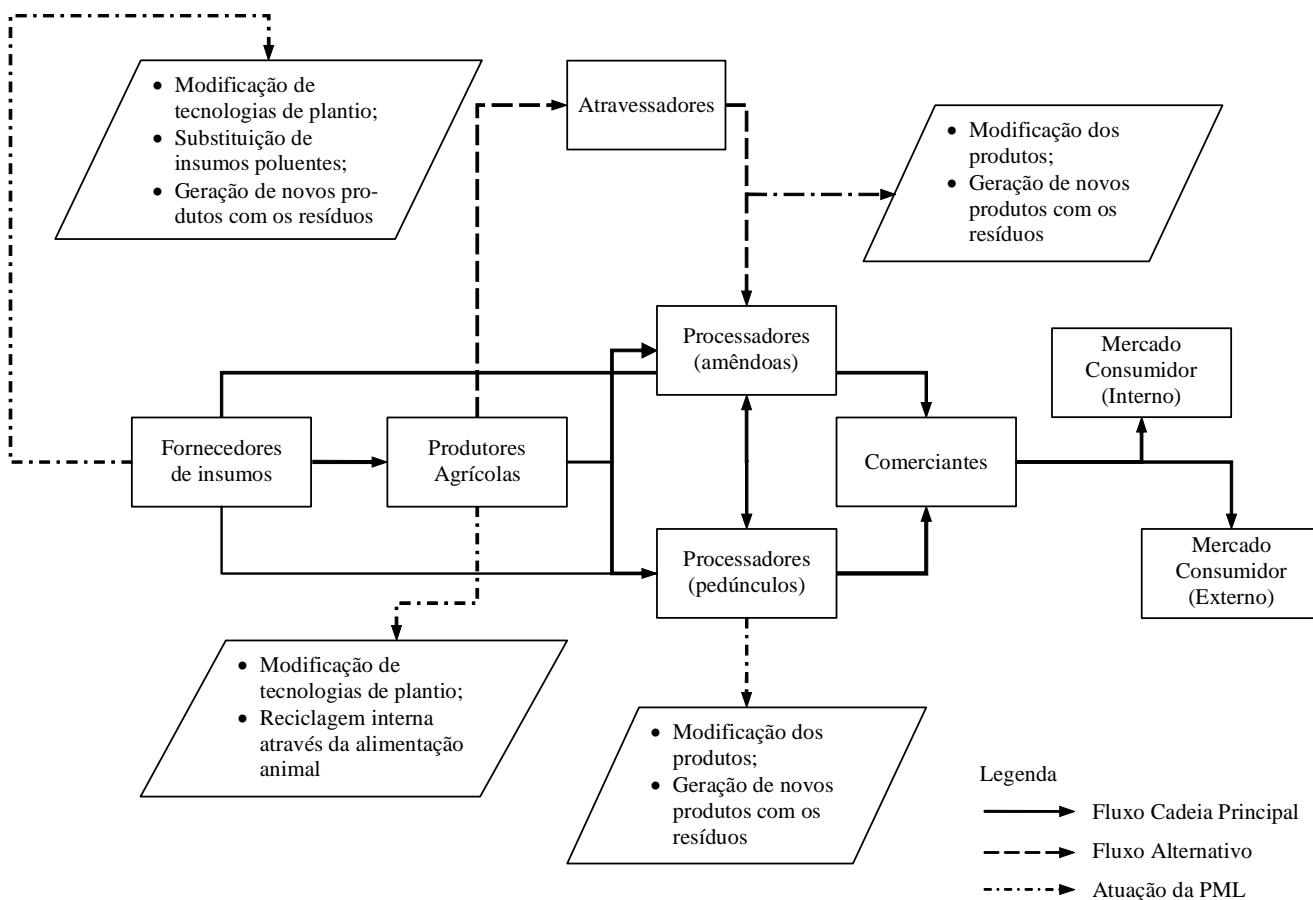 • Modificação de
tecnologias de plantio;
• Substituição de
insumos poluentes;
• Geração de novos pro-
dutos com os resíduos
Atravessadores
• Modificação dos
produtos;
• Geração de novos
produtos com os
resíduos
Processadores
(amêndoas)
Mercado
Consumidor
(Interno)
Fornecedores
de insumos
Produtores
Agrícolas
Comerciantes
Processadores
(pedúnculos)
Mercado
Consumidor
(Externo)
• Modificação de
tecnologias de plantio;
• Reciclagem interna
através da alimentação
animal
• Modificação dos
produtos;
• Geração de novos
produtos com os
resíduos
Legenda
Fluxo Cadeia Principal
Fluxo Alternativo
Atuação da PML